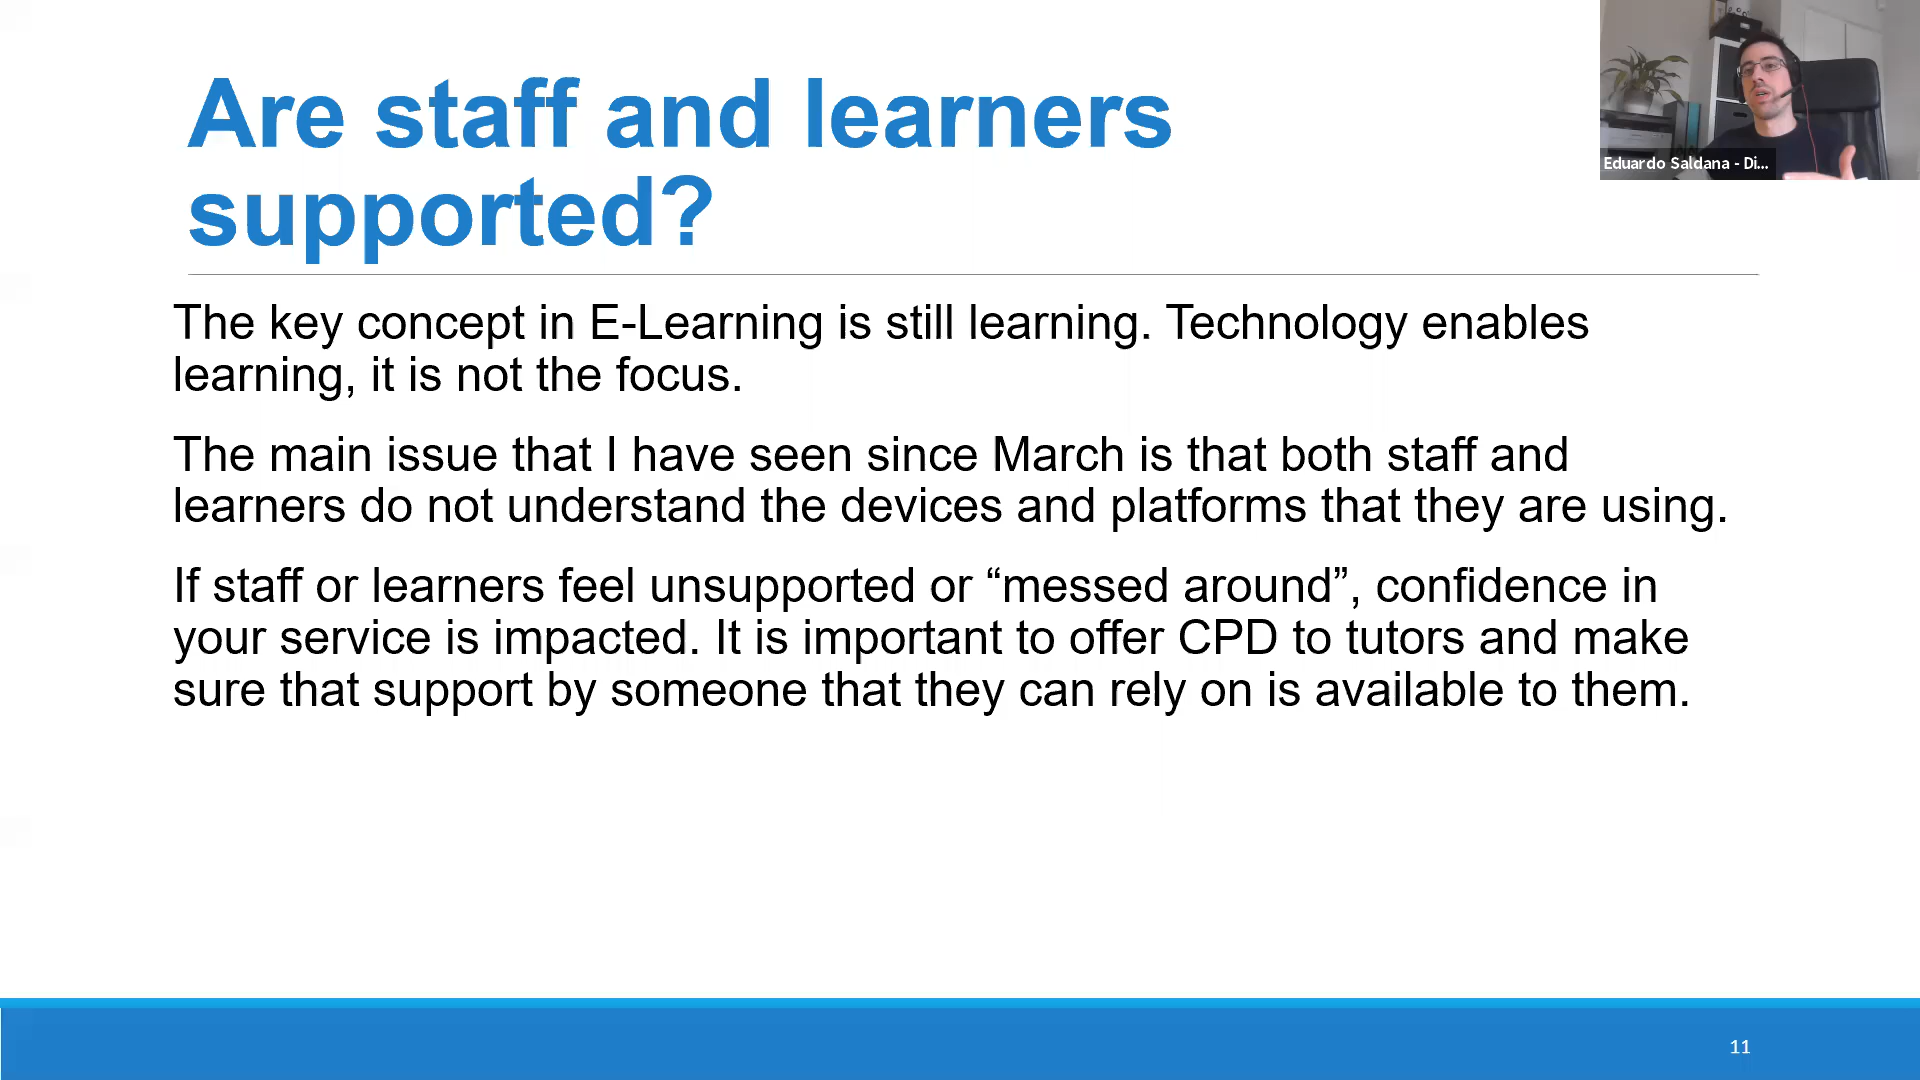 Are staff and learners
supported?
Eduardo Saldana - Di...
The key concept in E-Learning is still learning. Technology enables
learning, it is not the focus.
The main issue that I have seen since March is that both staff and
learners do not understand the devices and platforms that they are using.
If staff or learners feel unsupported or “messed around”, confidence in
your service is impacted. It is important to offer CPD to tutors and make
sure that support by someone that they can rely on is available to them.
11